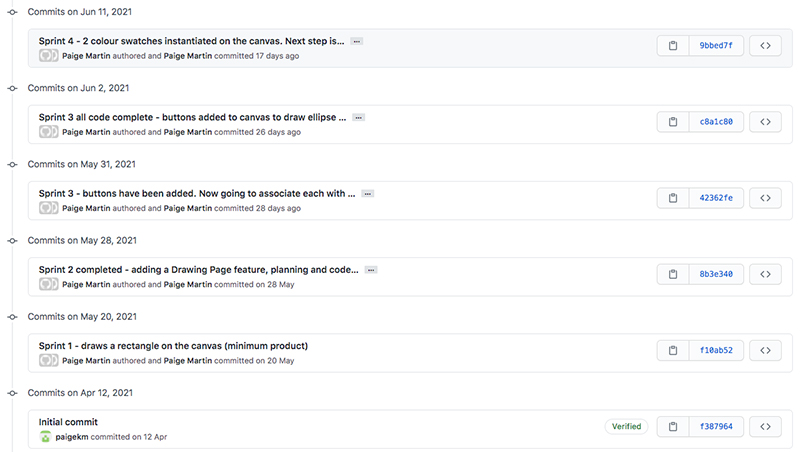 Commits on Jun 11, 2021
Sprint 4 - 2 colour swatches instantiated on the canvas. Next step is... ...
9bbed7f
Paige Martin authored and Paige Martin committed 17 days ago
Commits on Jun 2, 2021
Sprint 3 all code complete - buttons added to canvas to draw ellipse ... ...
c8a1c80
Paige Martin authored and Paige Martin committed 26 days ago
Commits on May 31, 2021
Sprint 3 - buttons have been added. Now going to associate each with ... ...
42362fe
Paige Martin authored and Paige Martin committed 28 days ago
Commits on May 28, 2021
Sprint 2 completed - adding a Drawing Page feature, planning and code... ...
8b3e340
Paige Martin authored and Paige Martin committed on 28 May
Commits on May 20, 2021
Sprint 1 - draws a rectangle on the canvas (minimum product)
f10ab52
Paige Martin authored and Paige Martin committed on 20 May
Commits on Apr 12, 2021
Initial commit
Verified
f387964
paigekm committed on 12 Apr